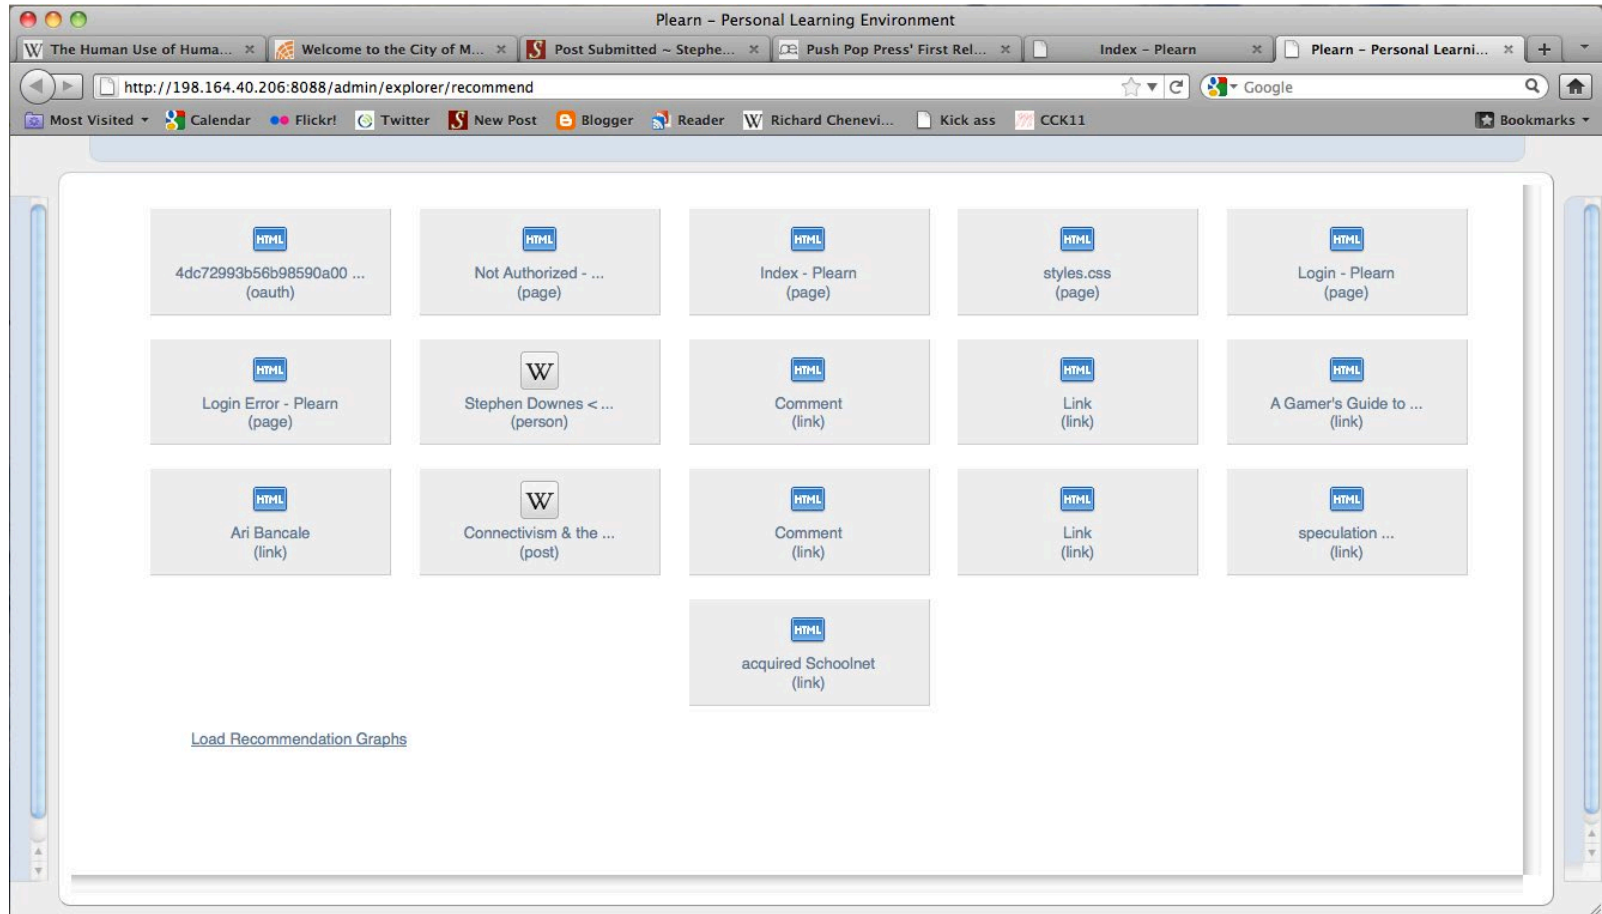 Plearn – Personal Learning Environment
W The Human Use of Huma... × Welcome to the City of M... × S Post Submitted ~ Stephe... × Œ Push Pop Press' First Rel... × Index – Plearn × Plearn – Personal Learni... × +
http://198.164.40.206:8088/admin/explorer/recommend Google
Most Visited Calendar Flickr! Twitter S New Post Blogger Reader W Richard Chenevi... Kick ass CCK11 Bookmarks
HTML HTML HTML HTML HTML
4dc72993b56b98590a00 ... Not Authorized - ... Index - Plearn styles.css Login - Plearn
(oauth) (page) (page) (page) (page)
HTML W HTML HTML HTML
Login Error - Plearn Stephen Downes < ... Comment Link A Gamer's Guide to ...
(page) (person) (link) (link) (link)
HTML W HTML HTML HTML
Ari Bancale Connectivism & the ... Comment Link speculation ...
(link) (post) (link) (link) (link)
HTML
acquired Schoolnet
(link)
Load Recommendation Graphs